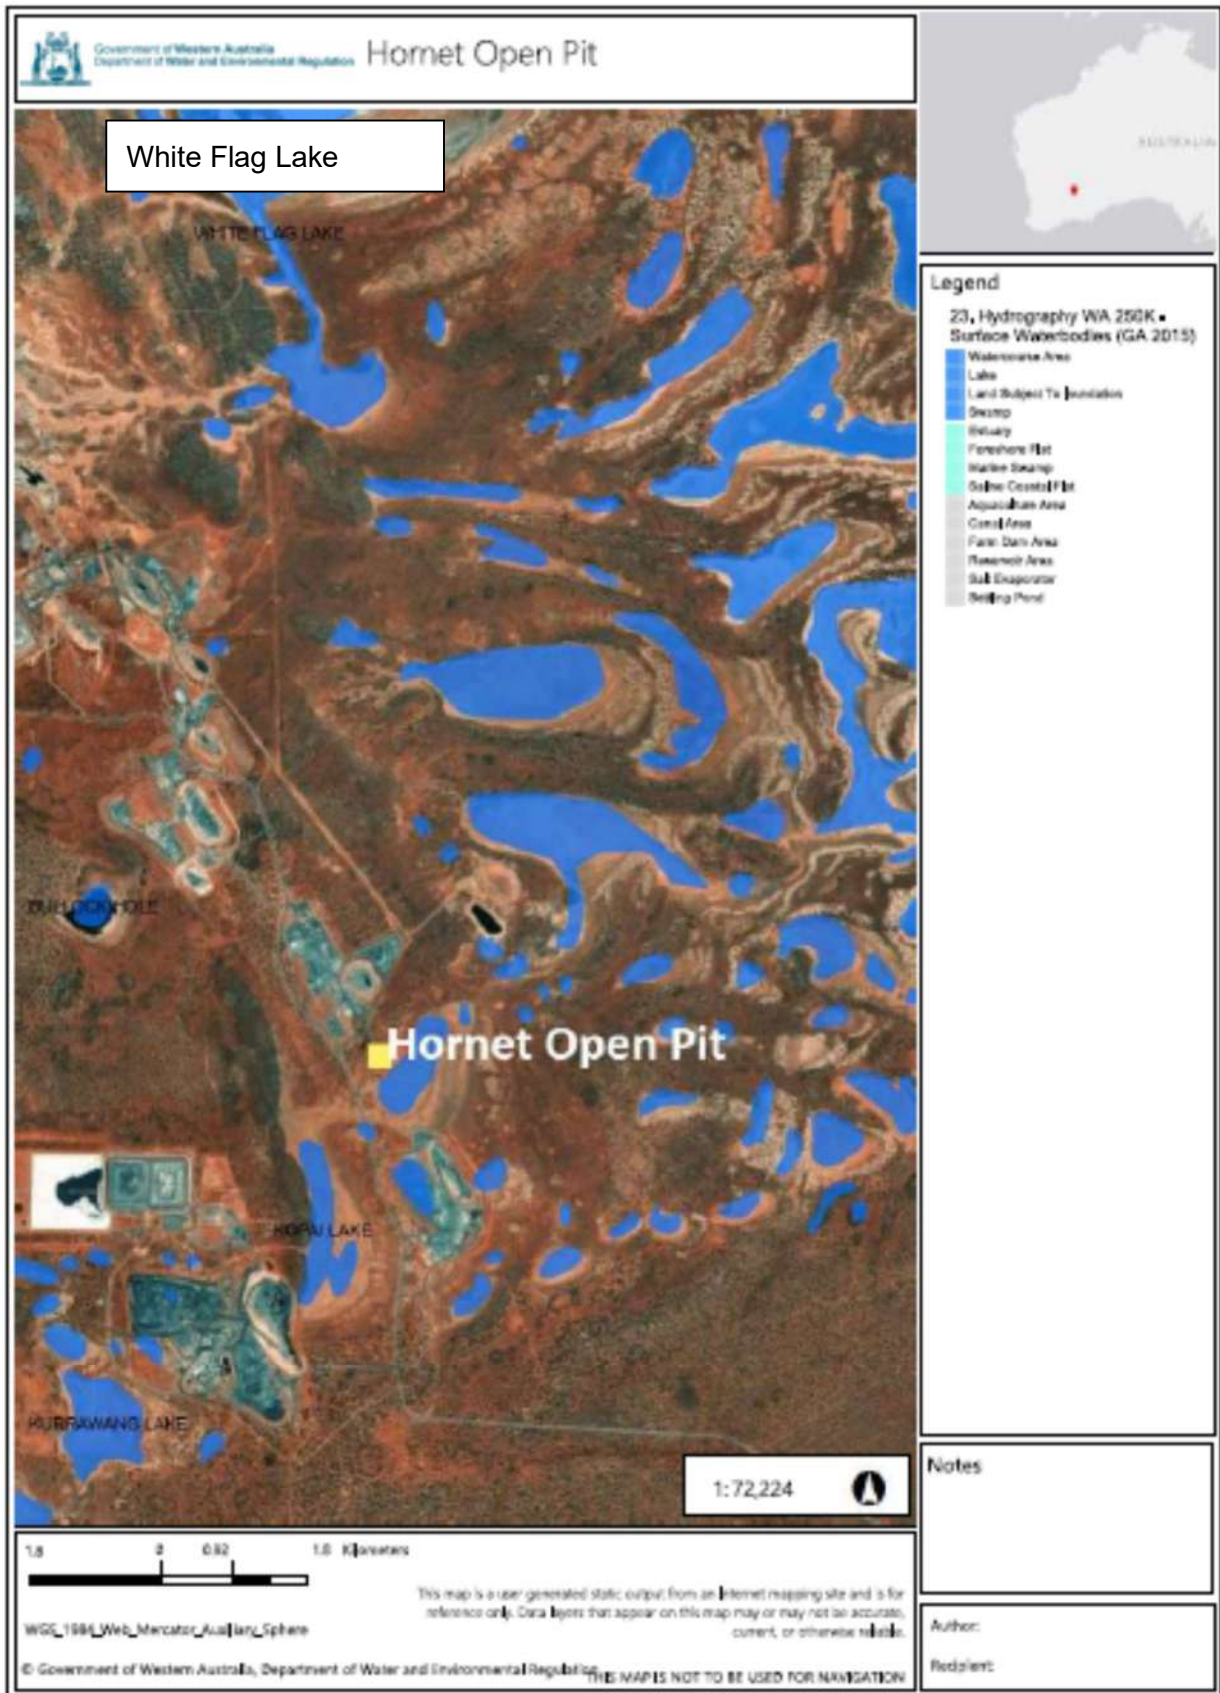 Government of Western Australia
Department of Water and Environmental Regulation
Hornet Open Pit
AUSTRALIA
White Flag Lake
WHITE FLAG LAKE
Legend
23, Hydrography WA 250K -
Surface Waterbodies (GA 2015)
Watercourse Area
Lake
Land Subject To Inundation
Swamp
Estuary
Foreshore Flat
Marine Swamp
Saline Coastal Flat
Aquaculture Area
Canal Area
Farm Dam Area
Reservoir Area
Salt Evaporator
Settling Pond
BULLOCK HOLE
Hornet Open Pit
KOPAI LAKE
KURRAWANG LAKE
1: 72,224
Notes
1.8 0 0.92 1.8 Kilometers
This map is a user generated static output from an Internet mapping site and is for
reference only. Data layers that appear on this map may or may not be accurate,
current, or otherwise reliable.
WGS_1984_Web_Mercator_Auxiliary_Sphere
© Government of Western Australia, Department of Water and Environmental Regulation
THIS MAP IS NOT TO BE USED FOR NAVIGATION
Author:
Recipient: